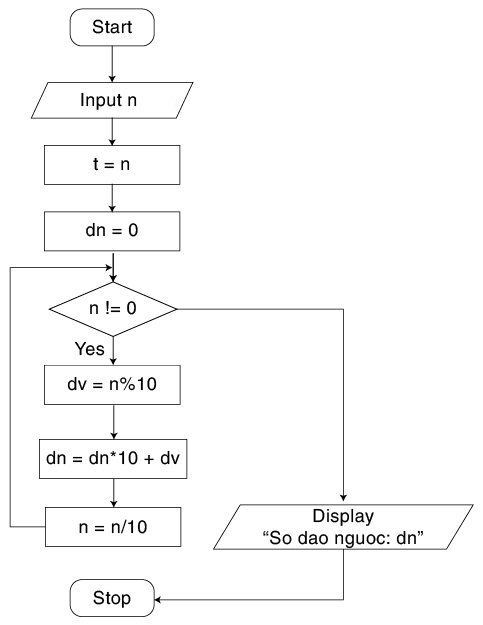 Start
Input n
t = n
dn = 0
n != 0
Yes
dv = n%10
dn = dn*10 + dv
n = n/10
Display
“So dao nguoc: dn”
Stop